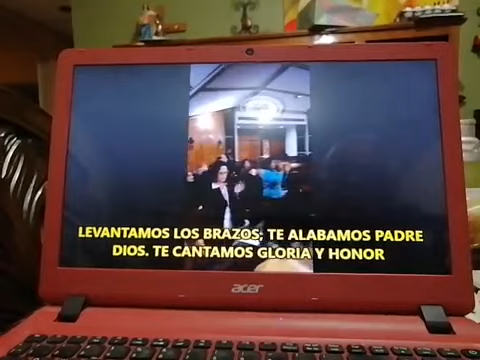 LEVANTAMOS LOS BRAZOS; TE ALABAMOS PADRE
DIOS. TE CANTAMOS GLORIA Y HONOR
acer